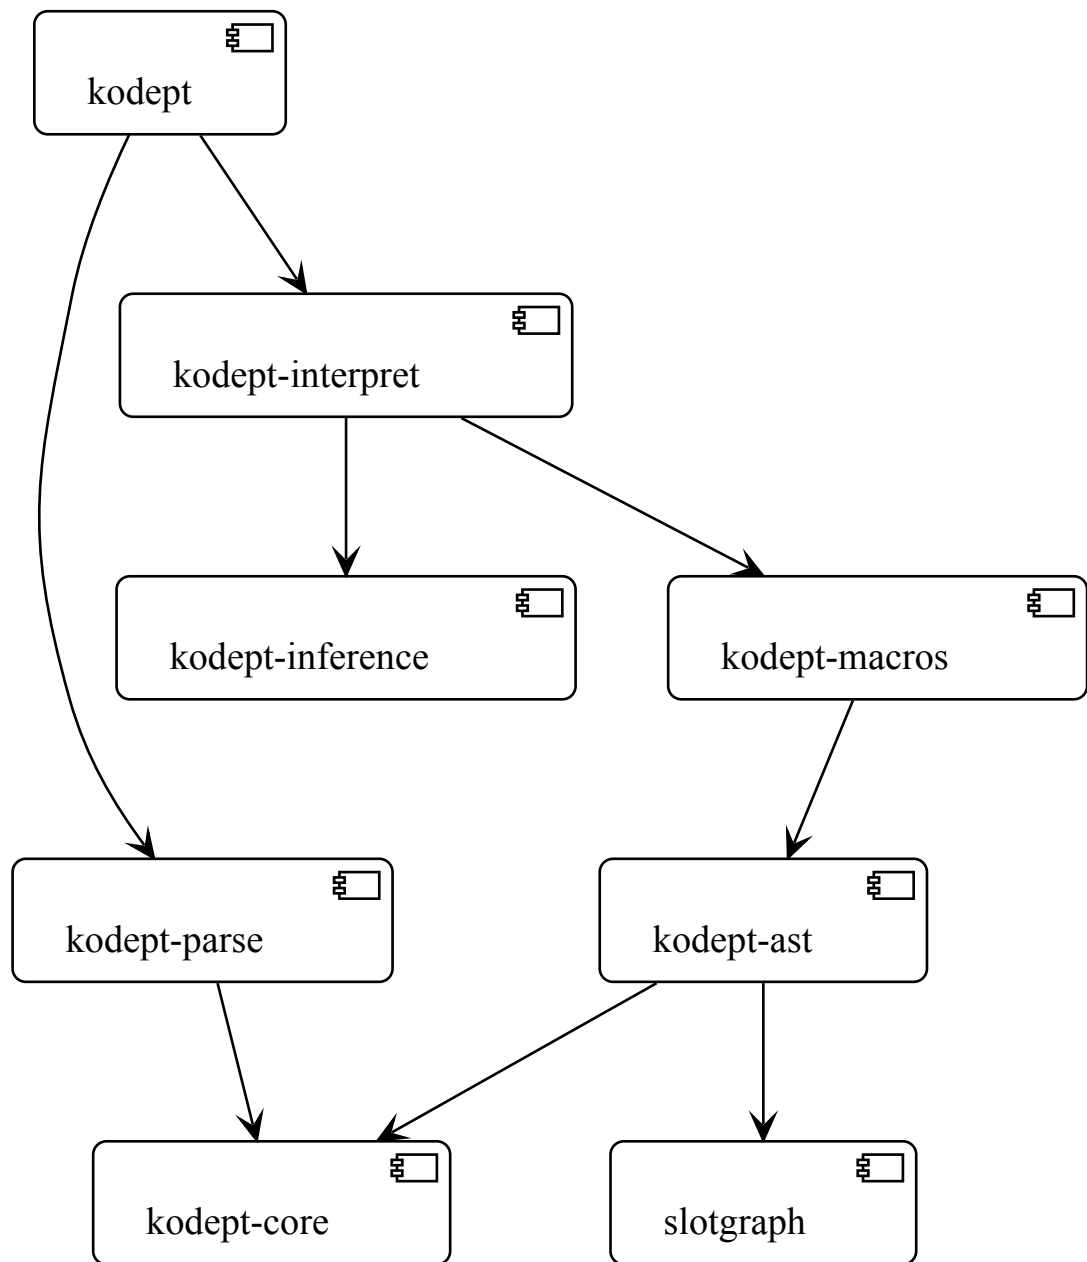 kodept
kodept-interpret
kodept-inference
kodept-macros
kodept-parse
kodept-ast
kodept-core
slotgraph